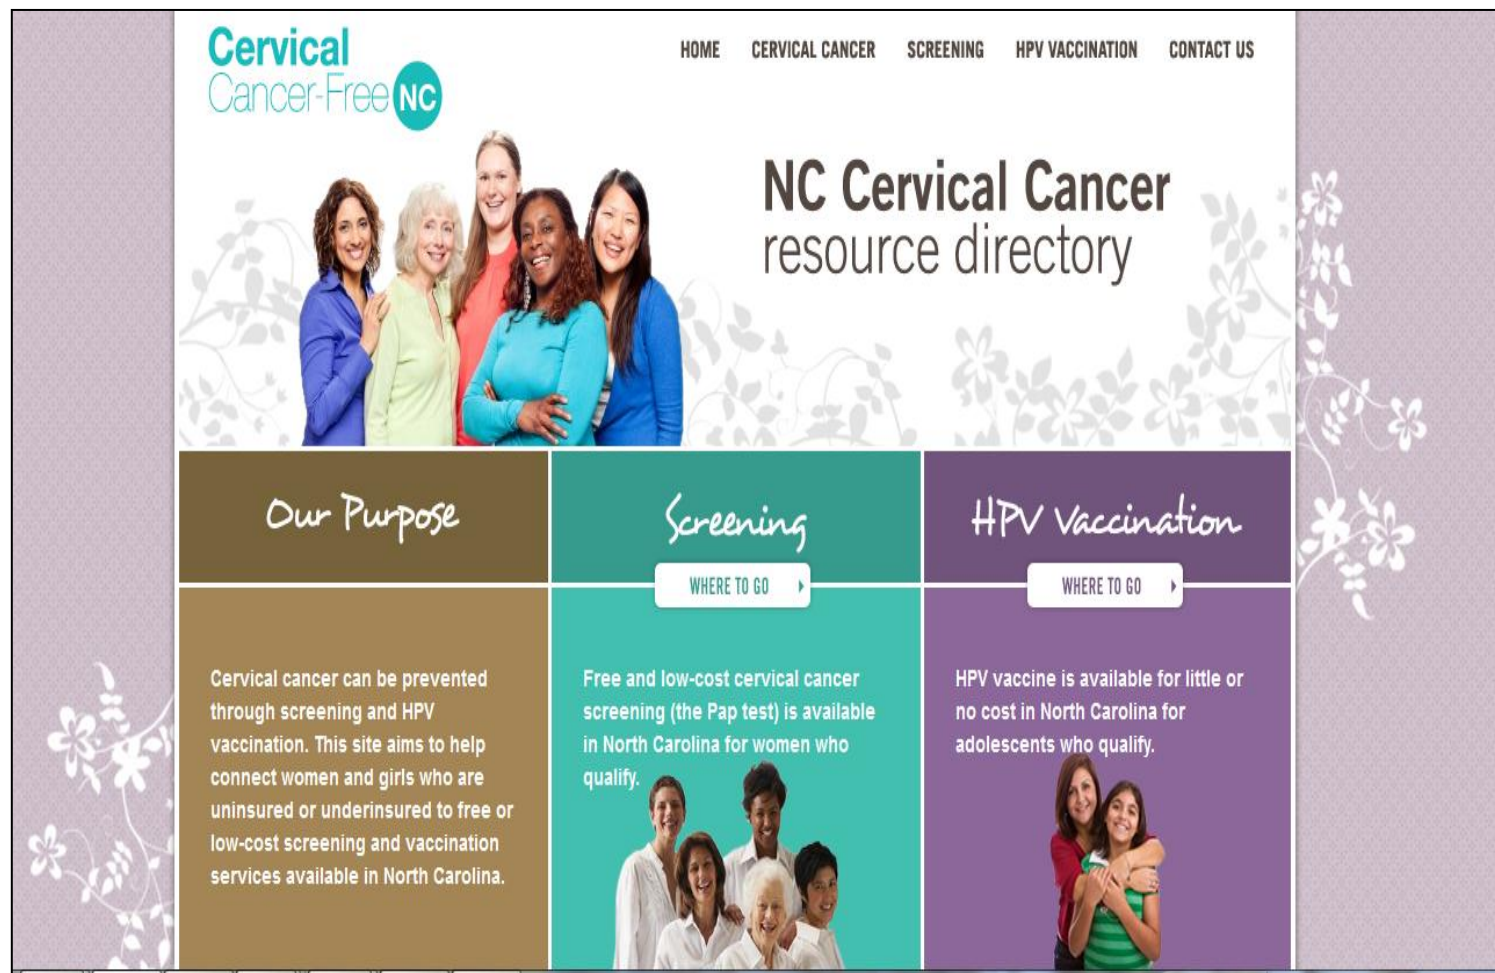 Cervical
Cancer-Free NC
HOME CERVICAL CANCER SCREENING HPV VACCINATION CONTACT US
NC Cervical Cancer
resource directory
Our Purpose
Cervical cancer can be prevented
through screening and HPV
vaccination. This site aims to help
connect women and girls who are
uninsured or underinsured to free or
low-cost screening and vaccination
services available in North Carolina.
Screening
WHERE TO GO
Free and low-cost cervical cancer
screening (the Pap test) is available
in North Carolina for women who
qualify.
HPV Vaccination
WHERE TO GO
HPV vaccine is available for little or
no cost in North Carolina for
adolescents who qualify.